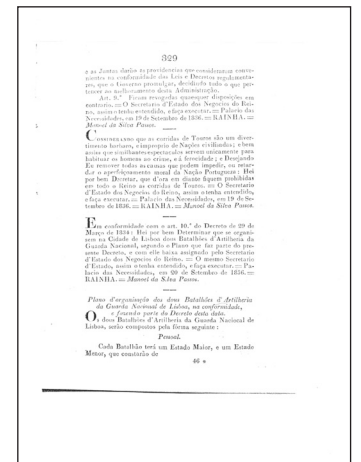 329
e as Juntas darão as providencias que considerarem conve-
nientes na conformidade das Leis e Decretos regulamenta-
res, que o Governo promulgar, decidindo tudo o que per-
tencer ao melhoramento desta Administração.
Art. 9.º Ficam revogadas quaesquer disposições em
contrario. = O Secretario d'Estado dos Negocios do Rei-
no, assim o tenha entendido, e faça executar. = Palacio das
Necessidades, em 19 de Setembro de 1836. = RAINHA. =
Manoel da Silva Passos.
Considerando que as corridas de Touros são um diver-
timento barbaro, e improprio de Nações civilisadas; e bem
assim que similhantes espectaculos servem unicamente para
habituar os homens ao crime, e á ferocidade; e Desejando
Eu remover todas as causas que podem impedir, ou retar-
dar o aperfeiçoamento moral da Nação Portugueza: Hei
por bem Decretar, que d'ora em diante fiquem prohibidas
em todo o Reino as corridas de Touros. = O Secretario
d'Estado dos Negocios do Reino, assim o tenha entendido,
e faça executar. = Palacio das Necessidades, em 19 de Se-
tembro de 1836. = RAINHA. = Manoel da Silva Passos.
Em conformidade com o art. 10.º do Decreto de 29 de
Março de 1834: Hei por bem Determinar que se organi-
sem na Cidade de Lisboa dous Batalhões d'Artilheria da
Guarda Nacional, segundo o Plano que faz parte do pre-
sente Decreto, e com elle baixa assignado pelo Secretario
d'Estado dos Negocios do Reino. = O mesmo Secretario
d'Estado, assim o tenha entendido, e faça executar. = Pa-
lacio das Necessidades, em 20 de Setembro de 1836. =
RAINHA. = Manoel da Silva Passos.
Plano d'organisação dos dous Batalhões d'Artilheria
da Guarda Nacional de Lisboa, na conformidade,
e fazendo parte do Decreto desta data.
Os dous Batalhões d'Artilheria da Guarda Nacional de
Lisboa, serão compostos pela fórma seguinte:
Pessoal.
Cada Batalhão terá um Estado Maior, e um Estado
Menor, que constarão de
46 *